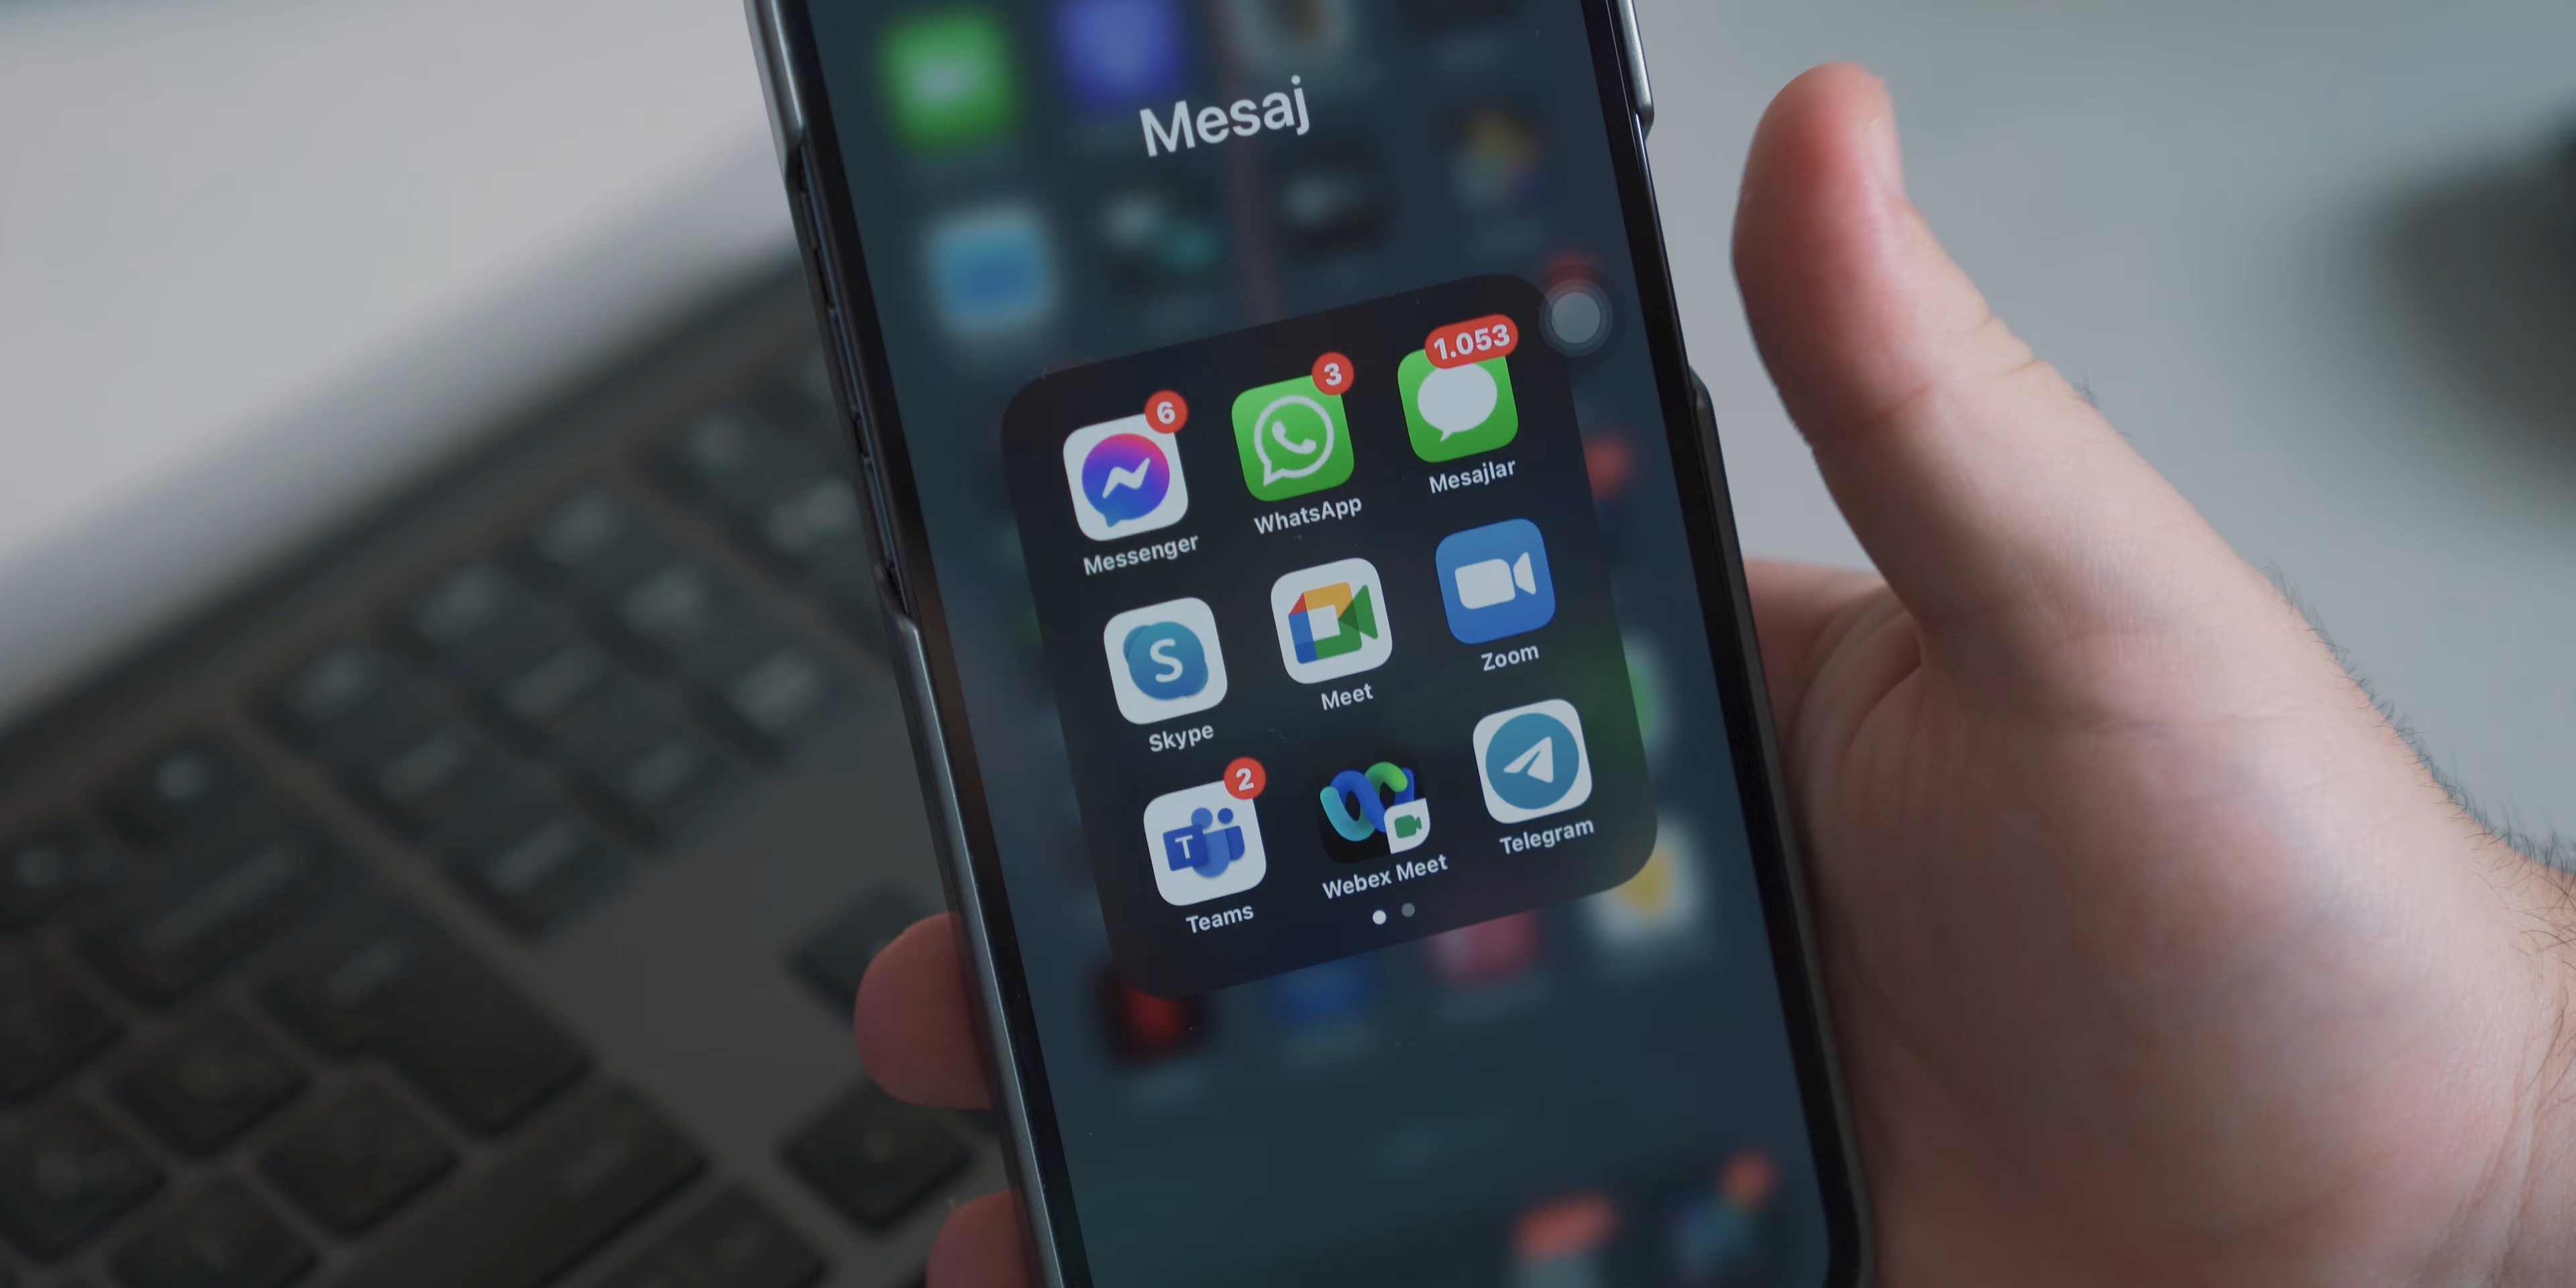 Mesaj
6
3
1.053
Messenger
WhatsApp
Mesajlar
S
Skype
Meet
Zoom
2
T
Teams
Webex Meet
Telegram